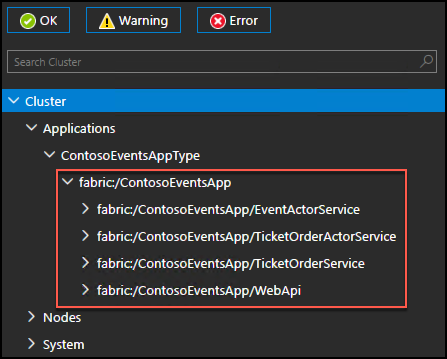 OK Warning Error
Search Cluster
Cluster
Applications
ContosoEventsAppType
fabric:/ContosoEventsApp
fabric:/ContosoEventsApp/EventActorService
fabric:/ContosoEventsApp/TicketOrderActorService
fabric:/ContosoEventsApp/TicketOrderService
fabric:/ContosoEventsApp/WebApi
Nodes
System